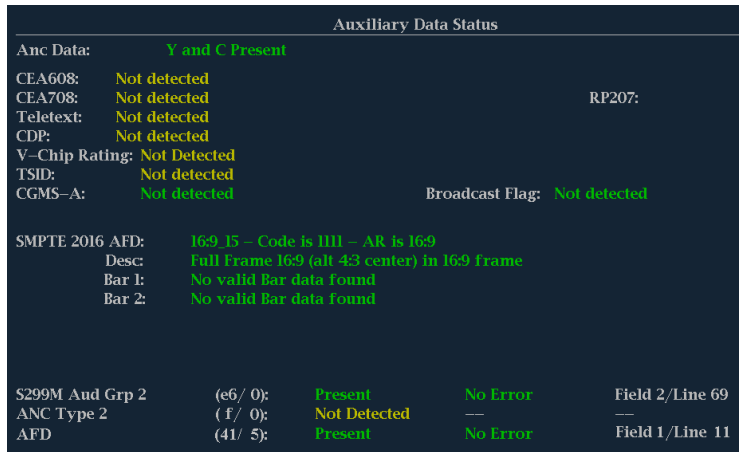 Auxiliary Data Status
Anc Data: Y and C Present
CEA608: Not detected
CEA708: Not detected RP207:
Teletext: Not detected
CDP: Not detected
V-Chip Rating: Not Detected
TSID: Not detected
CGMS-A: Not detected Broadcast Flag: Not detected
SMPTE 2016 AFD: 16:9_15 – Code is 1111 – AR is 16:9
Desc: Full Frame 16:9 (alt 4:3 center) in 16:9 frame
Bar 1: No valid Bar data found
Bar 2: No valid Bar data found
S299M Aud Grp 2 (e6/ 0): Present No Error Field 2/Line 69
ANC Type 2 ( f/ 0): Not Detected –– ––
AFD (41/ 5): Present No Error Field 1/Line 11